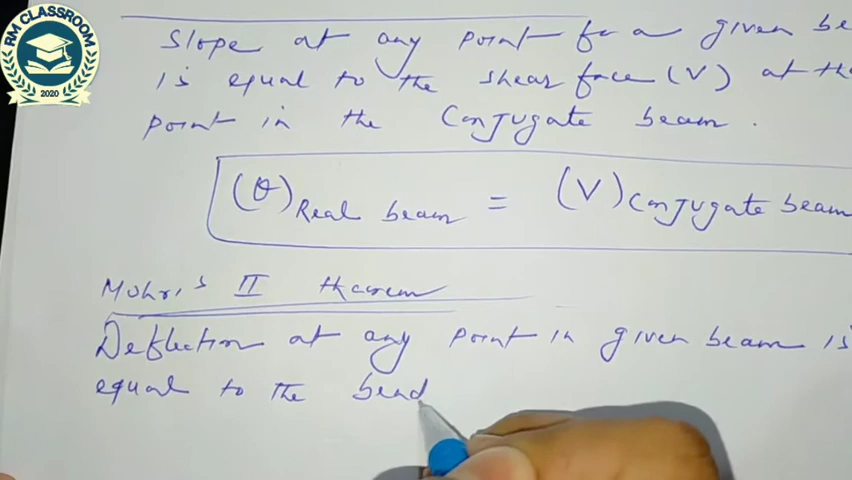 RM CLASSROOM
2020
Slope at any point for a given be
is equal to the shear force (V) at the
point in the Conjugate beam.
(θ)Real beam = (V)Conjugate beam
Mohr's II theorem
Deflection at any point in given beam is
equal to the bend